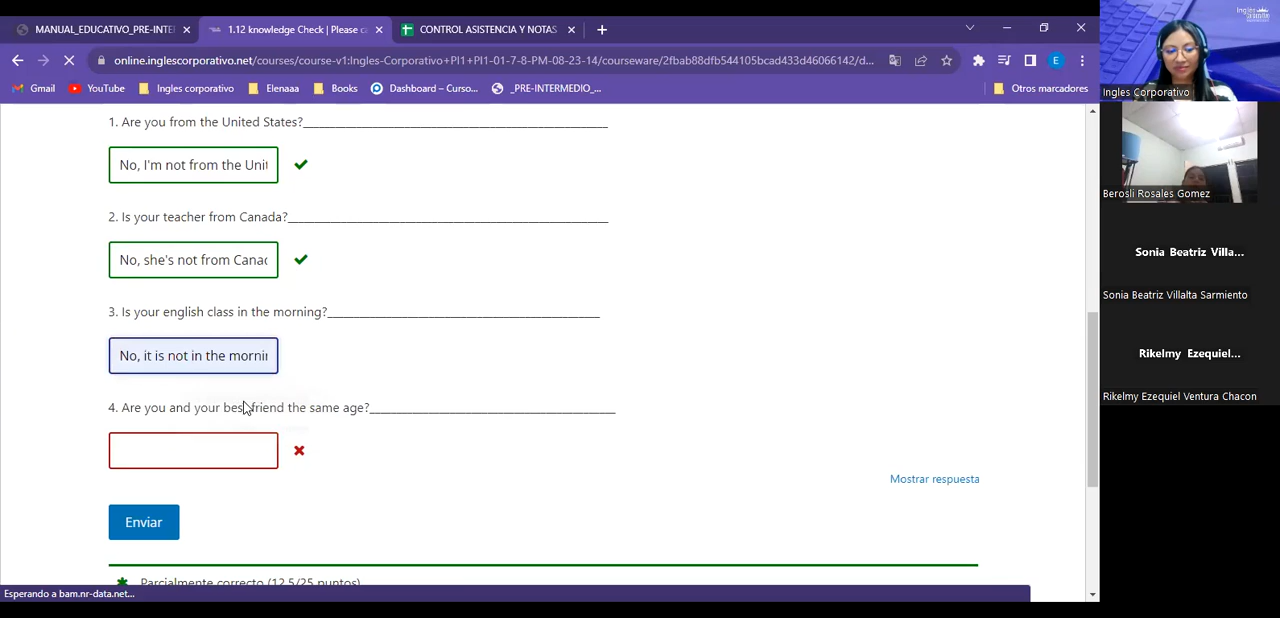 MANUAL_EDUCATIVO_PRE-INTE
1.12 knowledge Check | Please ca
CONTROL ASISTENCIA Y NOTAS
online.inglescorporativo.net/courses/course-v1:Ingles-Corporativo+PI1+PI1-01-7-8-PM-08-23-14/courseware/2fbab88dfb544105bcad433d46066142/d...
E
Gmail
YouTube
Ingles corporativo
Elenaaa
Books
Dashboard – Curso...
_PRE-INTERMEDIO_...
Otros marcadores
1. Are you from the United States?
No, I'm not from the Unit
2. Is your teacher from Canada?
No, she's not from Canad
3. Is your english class in the morning?
No, it is not in the mornin
4. Are you and your best friend the same age?
Mostrar respuesta
Enviar
Parcialmente correcto (12.5/25 puntos)
Esperando a bam.nr-data.net...
Ingles
Ingles Corporativo
Berosli Rosales Gomez
Sonia Beatriz Villa...
Sonia Beatriz Villalta Sarmiento
Rikelmy Ezequiel...
Rikelmy Ezequiel Ventura Chacon